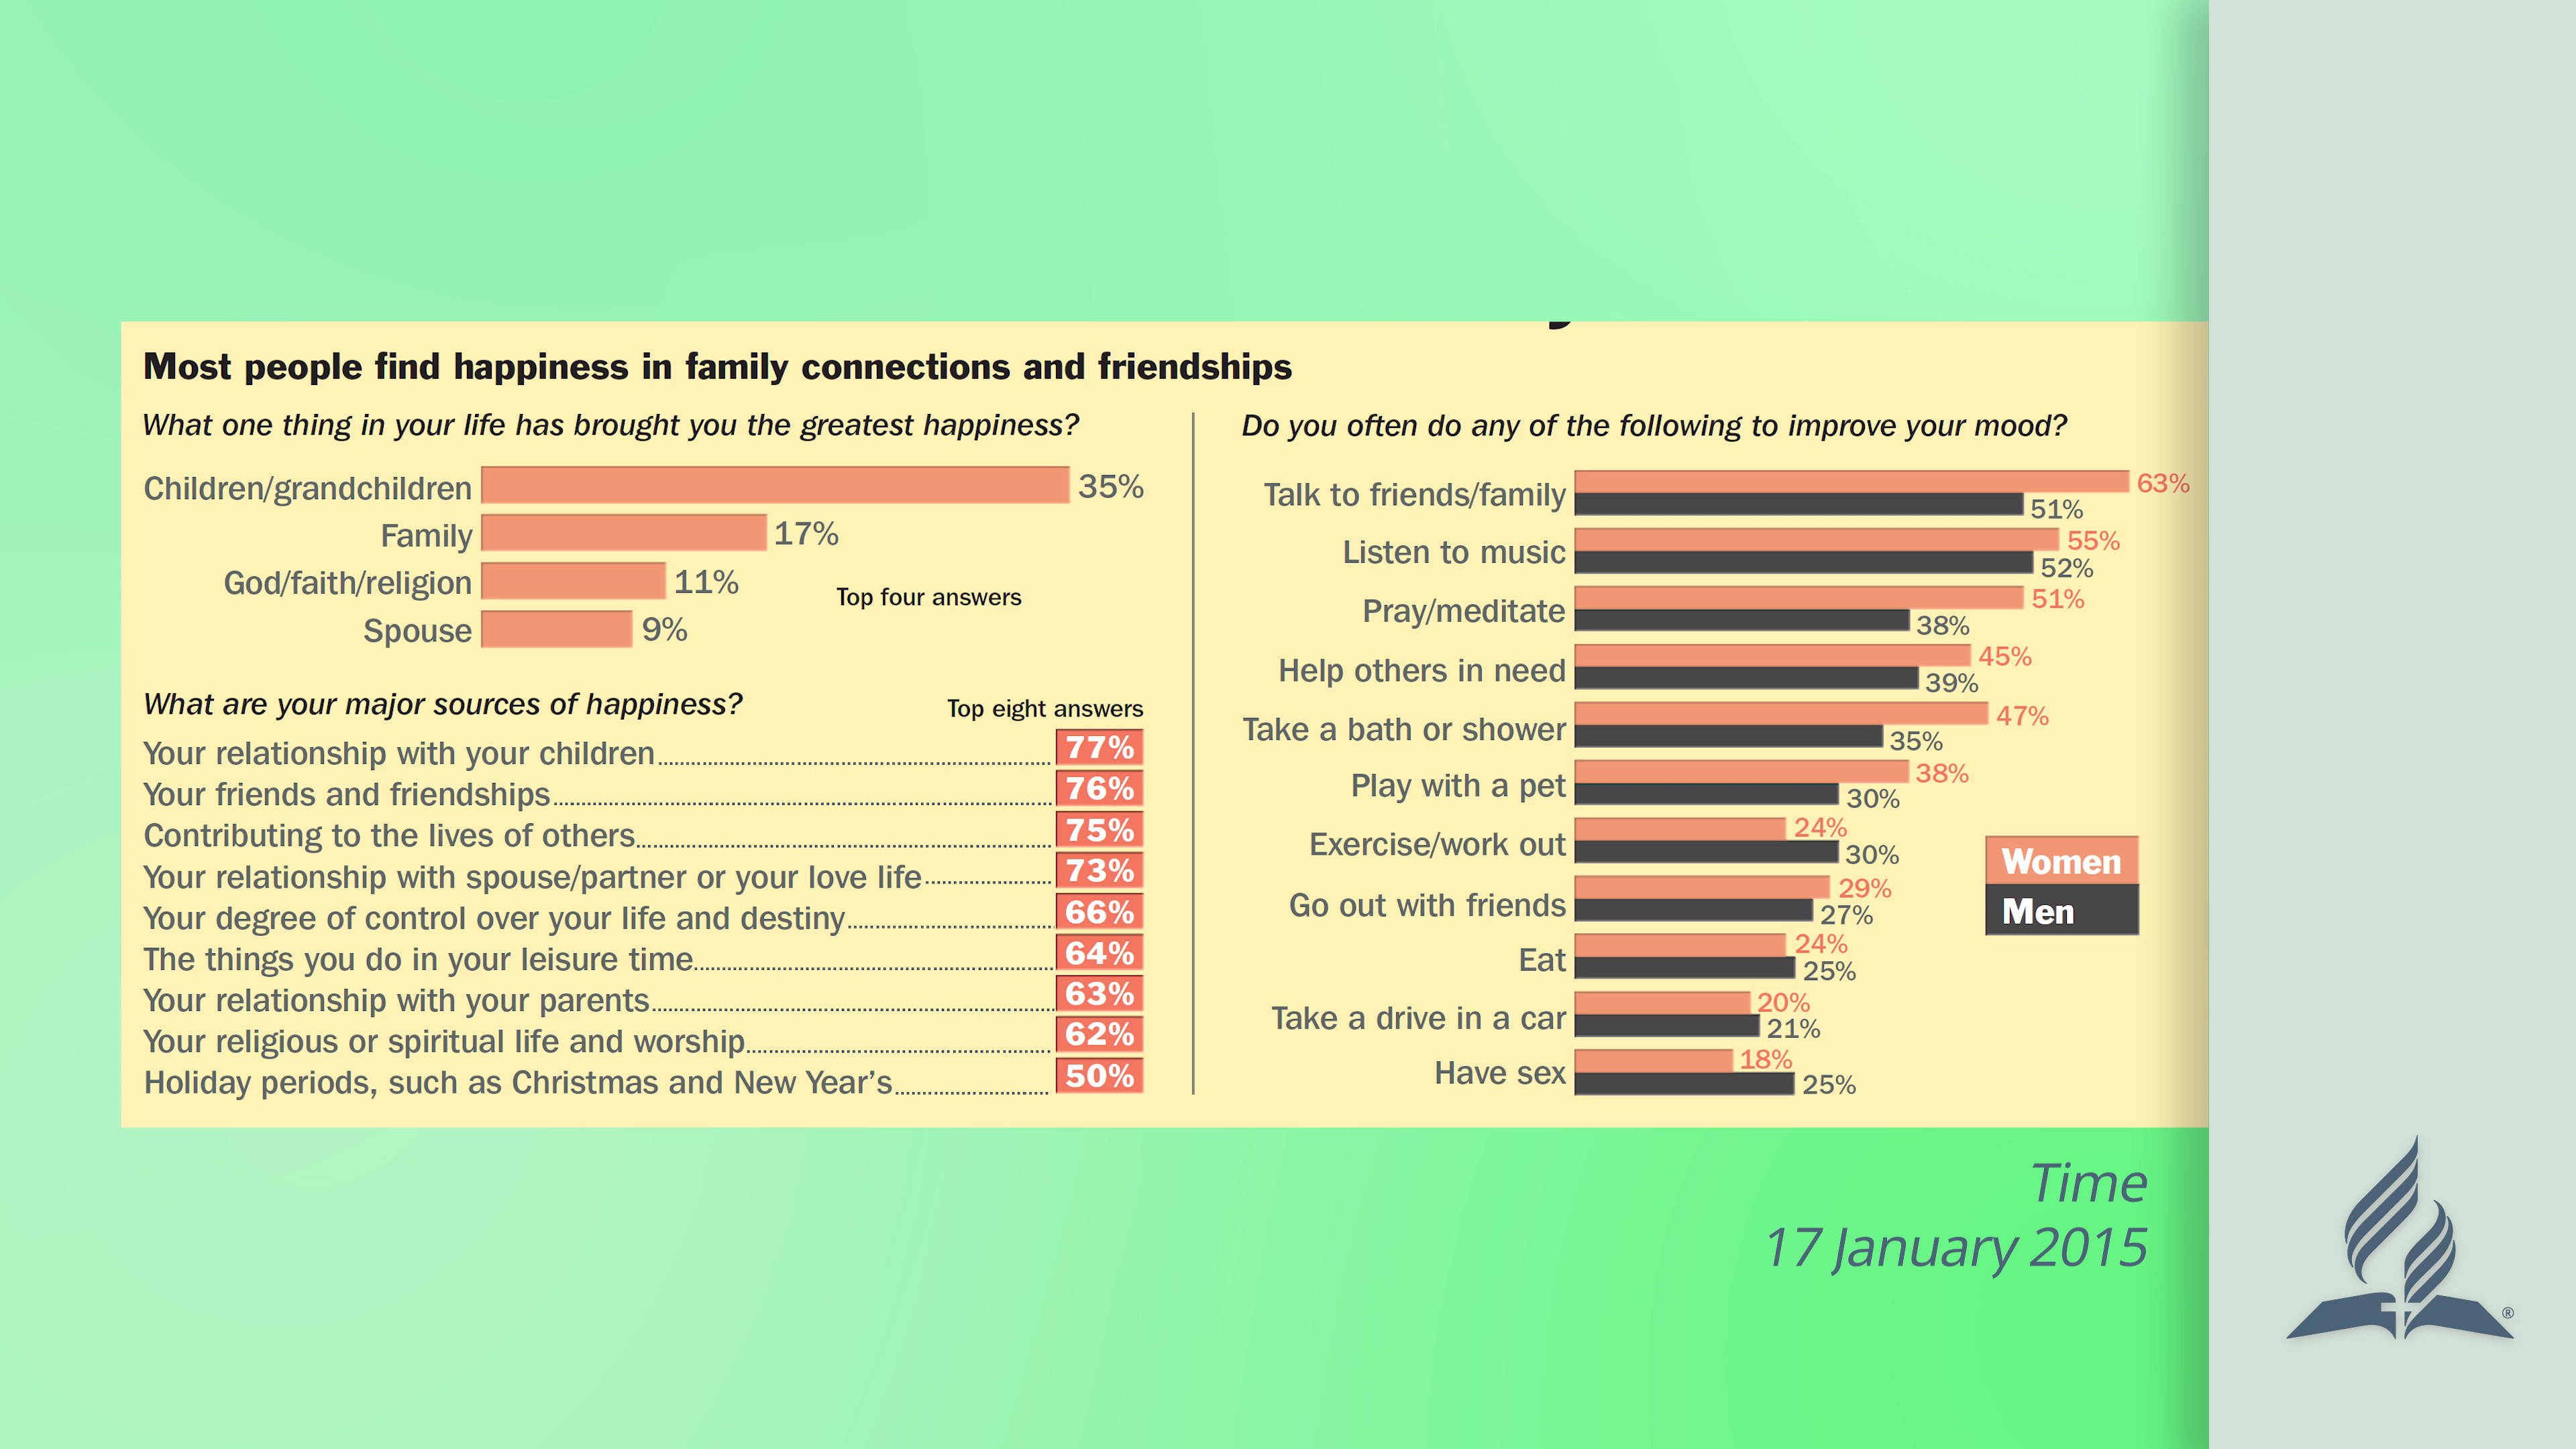 Most people find happiness in family connections and friendships
What one thing in your life has brought you the greatest happiness?
Children/grandchildren 35%
Family 17%
God/faith/religion 11%
Spouse 9%
Top four answers
What are your major sources of happiness?
Top eight answers
Your relationship with your children 77%
Your friends and friendships 76%
Contributing to the lives of others 75%
Your relationship with spouse/partner or your love life 73%
Your degree of control over your life and destiny 66%
The things you do in your leisure time 64%
Your relationship with your parents 63%
Your religious or spiritual life and worship 62%
Holiday periods, such as Christmas and New Year's 50%
Do you often do any of the following to improve your mood?
Talk to friends/family 63% 51%
Listen to music 55% 52%
Pray/meditate 51% 38%
Help others in need 45% 39%
Take a bath or shower 47% 35%
Play with a pet 38% 30%
Exercise/work out 24% 30%
Go out with friends 29% 27%
Eat 24% 25%
Take a drive in a car 20% 21%
Have sex 18% 25%
Women
Men
Time
17 January 2015
®